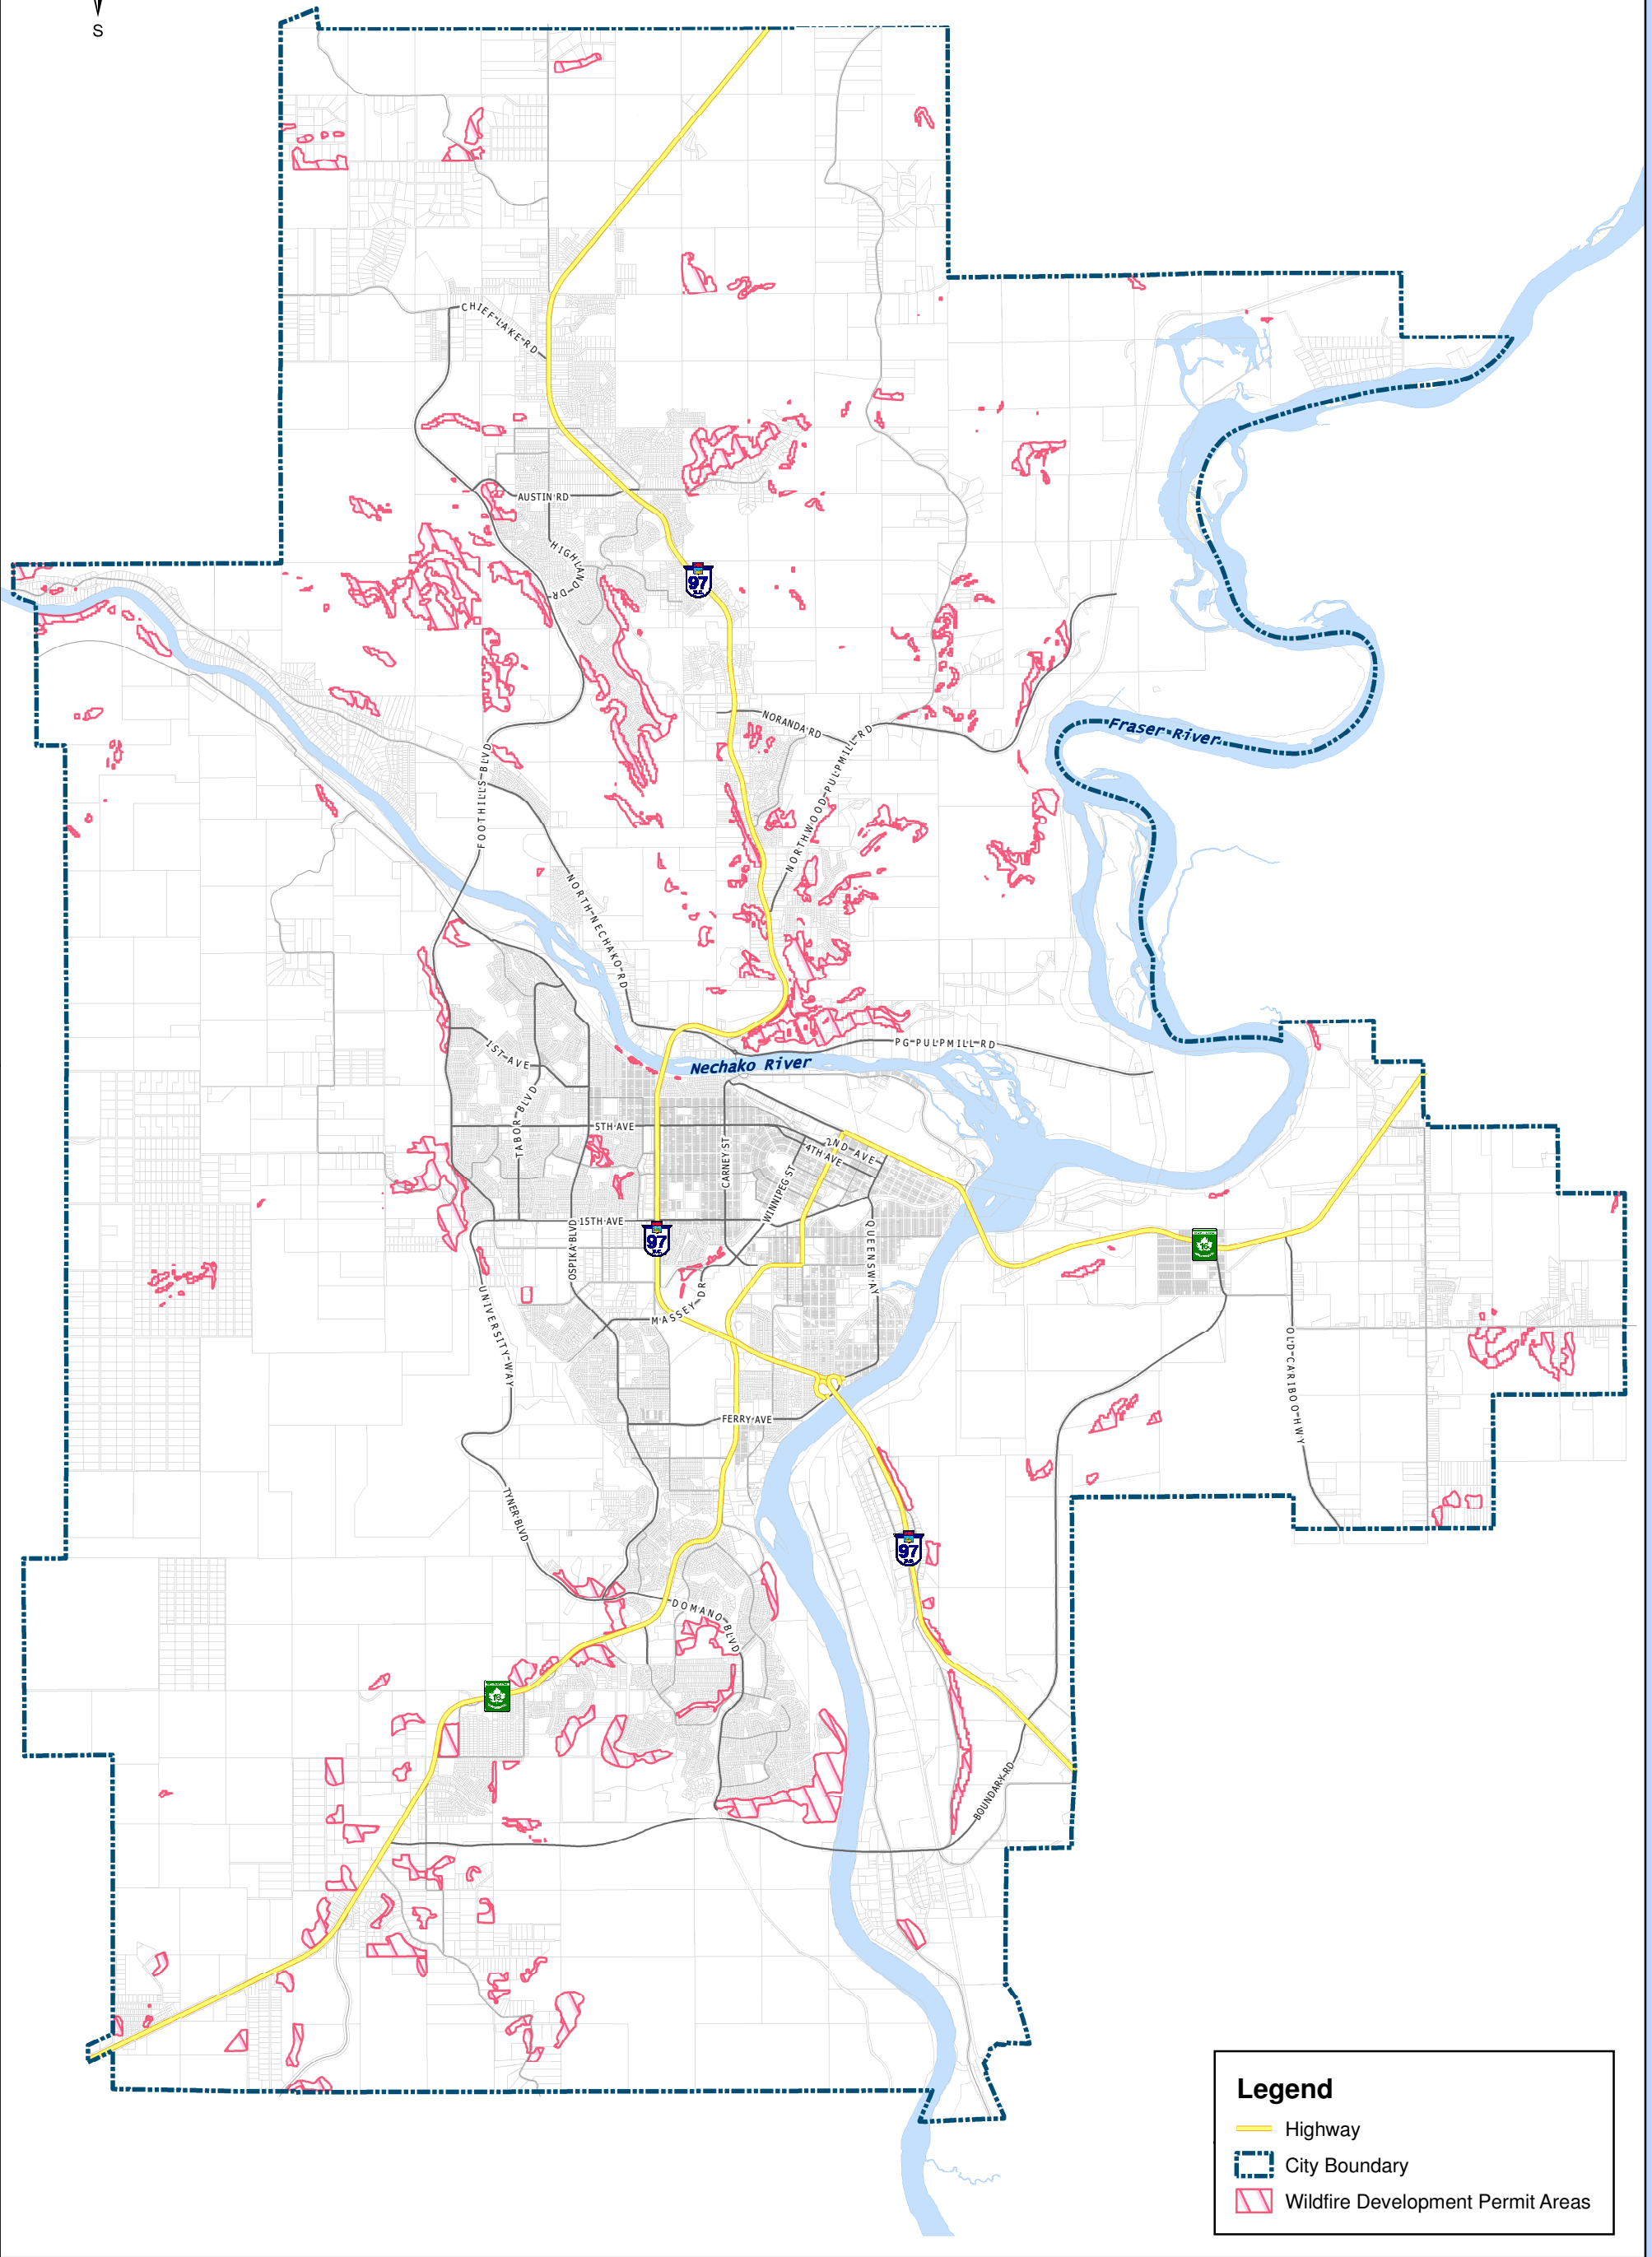 S
CHIEF LAKE RD
AUSTIN RD
HIGHLAND DR
97
NORANDA RD
Fraser River
NORTHWOOD PULPMILL RD
FOOTHILLS BLVD
NORTH NECHAKO RD
PG PULPMILL RD
1ST AVE
Nechako River
TABOR BLVD
5TH AVE
CARNEY ST
2ND AVE
4TH AVE
WINNIPEG ST
15TH AVE
OSPIKA BLVD
97
QUEENSWAY
16
MASSEY DR
UNIVERSITY WAY
OLD CARIBOO HWY
FERRY AVE
TYNER BLVD
97
DOMANO BLVD
16
BOUNDARY RD
Legend
Highway
City Boundary
Wildfire Development Permit Areas